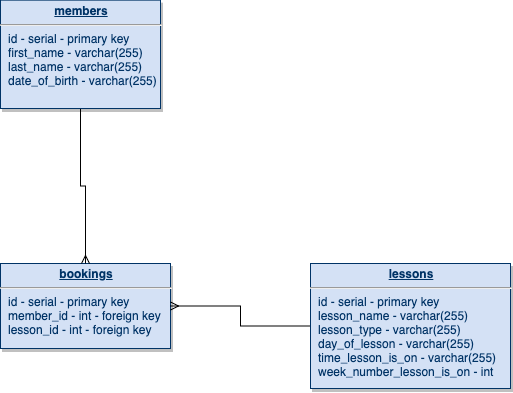 members
id - serial - primary key
first_name - varchar(255)
last_name - varchar(255)
date_of_birth - varchar(255)
bookings
id - serial - primary key
member_id - int - foreign key
lesson_id - int - foreign key
lessons
id - serial - primary key
lesson_name - varchar(255)
lesson_type - varchar(255)
day_of_lesson - varchar(255)
time_lesson_is_on - varchar(255)
week_number_lesson_is_on - int